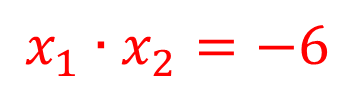 x₁ · x₂ = −6